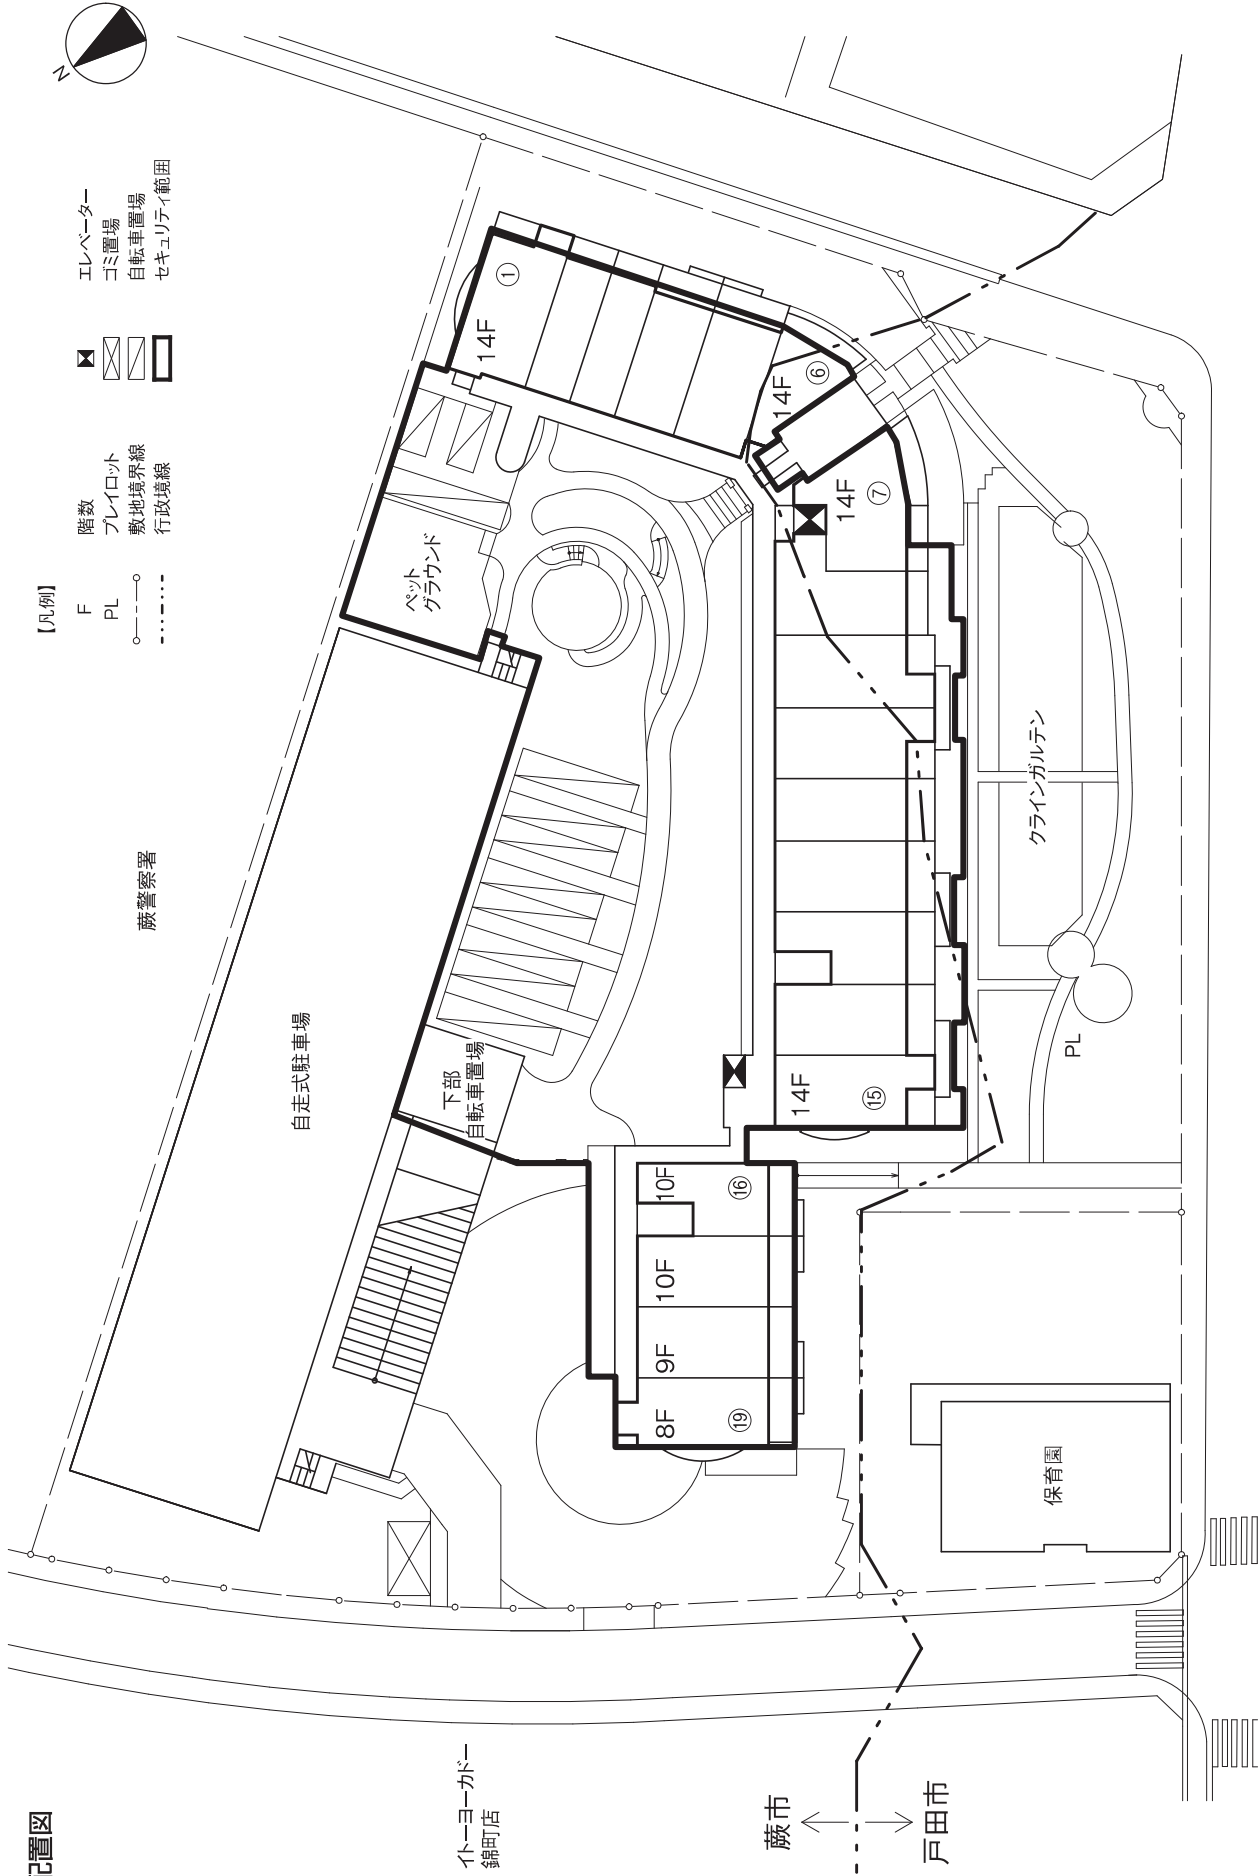 配置図
【凡例】
F 階数
PL プレイロット
敷地境界線
行政境線
エレベーター
ゴミ置場
自転車置場
セキュリティ範囲
N
蕨警察署
自走式駐車場
ペット
グラウンド
下部
自転車置場
14F
①
14F
⑥
14F
⑦
14F
⑮
10F
⑯
10F
9F
8F
⑲
クラインガルテン
PL
保育園
イトーヨーカドー
錦町店
蕨市
戸田市